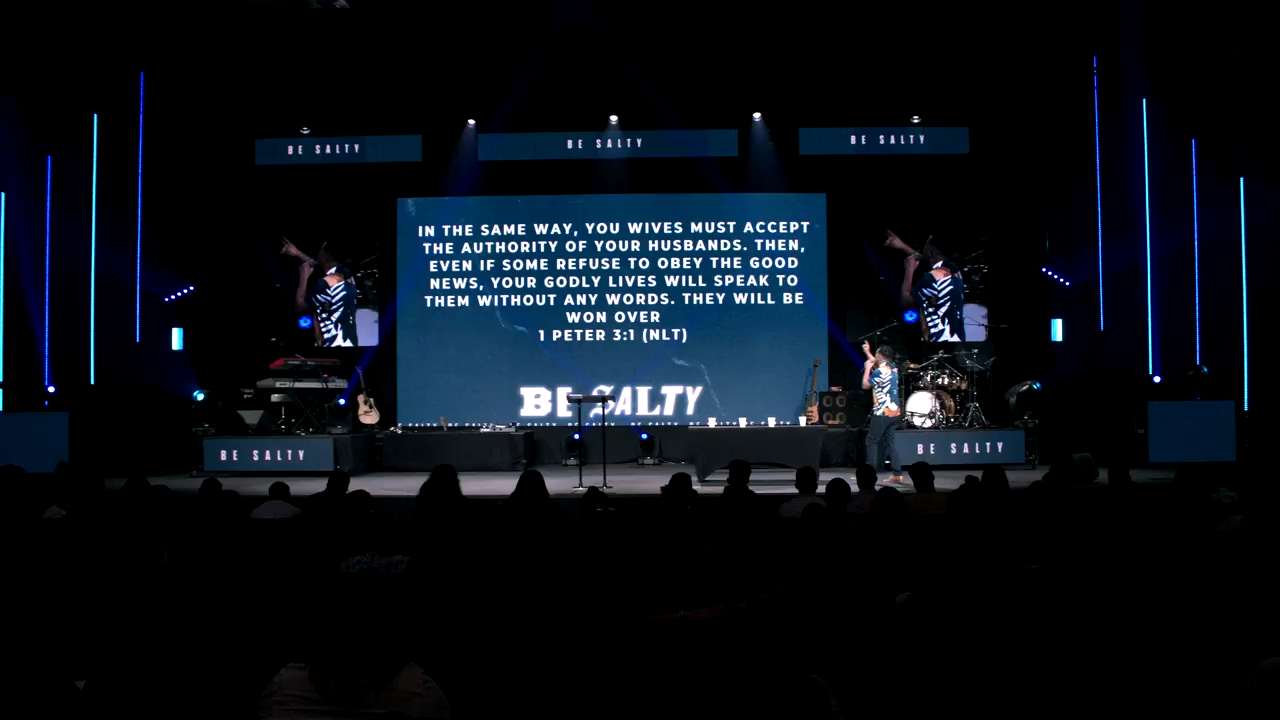 BE SALTY
BE SALTY
BE SALTY
IN THE SAME WAY, YOU WIVES MUST ACCEPT
THE AUTHORITY OF YOUR HUSBANDS. THEN,
EVEN IF SOME REFUSE TO OBEY THE GOOD
NEWS, YOUR GODLY LIVES WILL SPEAK TO
THEM WITHOUT ANY WORDS. THEY WILL BE
WON OVER
1 PETER 3:1 (NLT)
BE SALTY
BE SALTY
BE SALTY